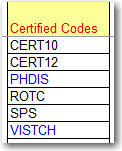 Certified Codes
CERT10
CERT12
PHDIS
ROTC
SPS
VISTCH